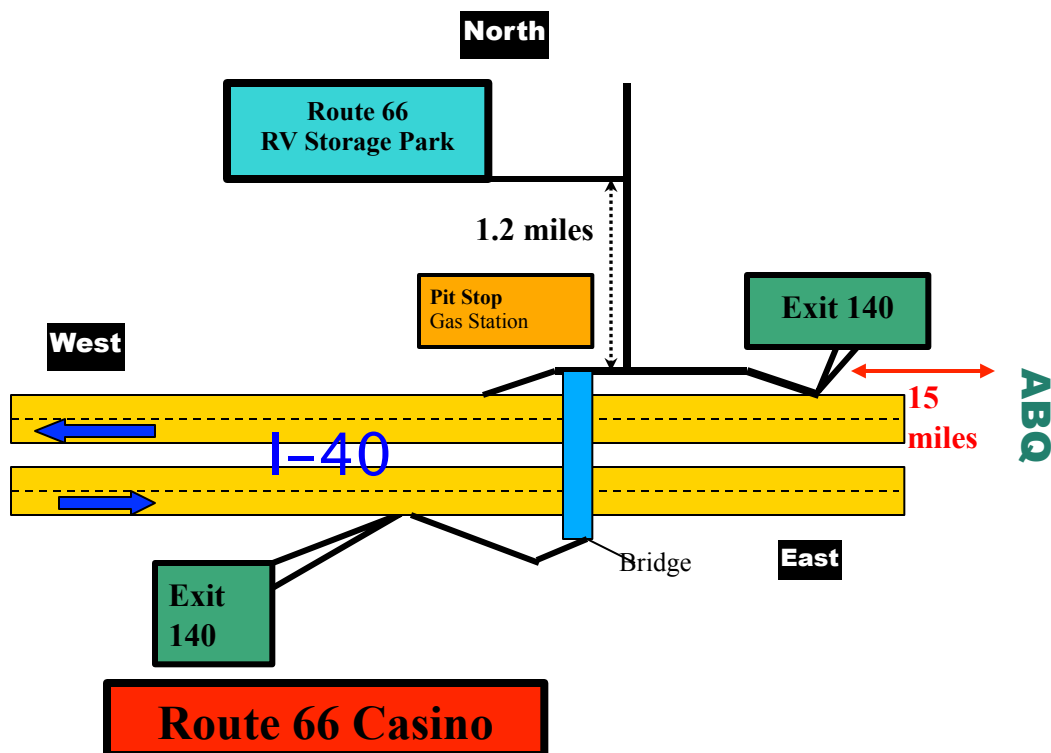 North
Route 66
RV Storage Park
1.2 miles
Pit Stop
Gas Station
Exit 140
West
15
miles
ABQ
I-40
Bridge
East
Exit
140
Route 66 Casino